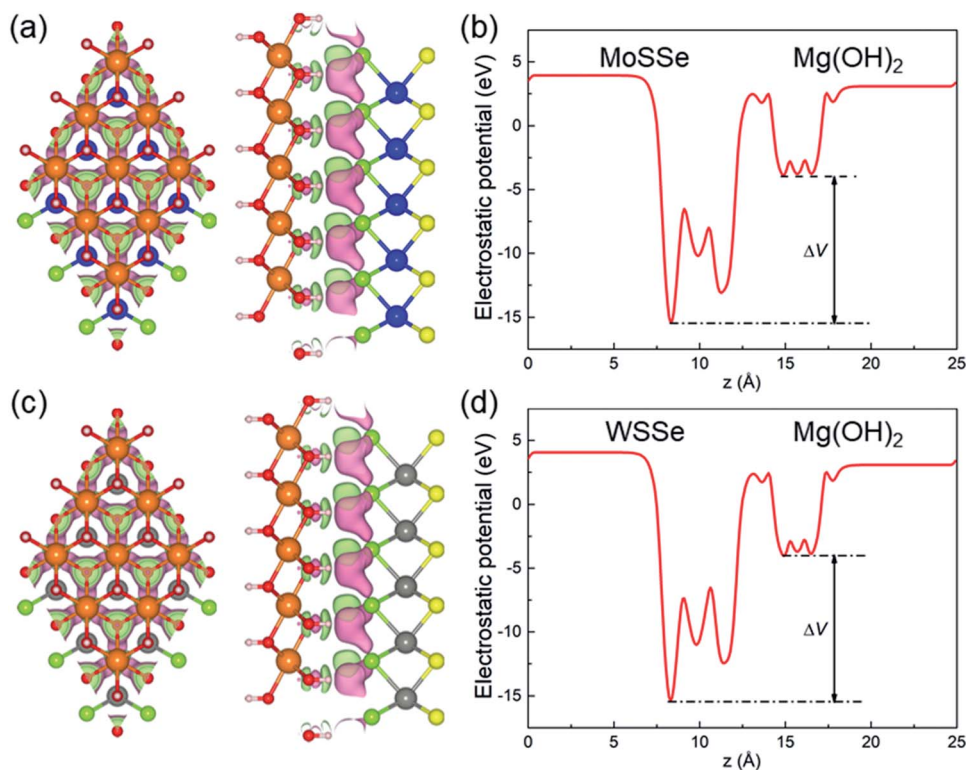 (a)
(b)
MoSSe Mg(OH)2
Electrostatic potential (eV)
5
0
-5
-10
-15
ΔV
0 5 10 15 20 25
z (Å)
(c)
(d)
WSSe Mg(OH)2
Electrostatic potential (eV)
5
0
-5
-10
-15
ΔV
0 5 10 15 20 25
z (Å)